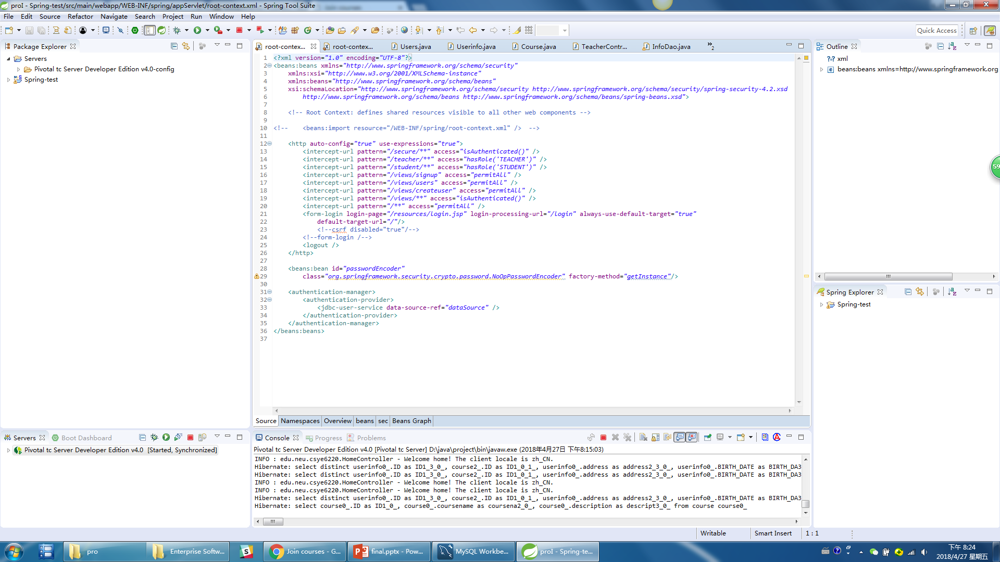 proI - Spring-test/src/main/webapp/WEB-INF/spring/appServlet/root-context.xml - Spring Tool Suite
File Edit Source Refactor Navigate Search Project Run Window Help
Quick Access
Package Explorer
Servers
Pivotal tc Server Developer Edition v4.0-config
Spring-test
root-contex... root-contex... Users.java Userinfo.java Course.java TeacherContr... InfoDao.java »2
1 <?xml version="1.0" encoding="UTF-8"?>
2 <beans:beans xmlns="http://www.springframework.org/schema/security"
3 xmlns:xsi="http://www.w3.org/2001/XMLSchema-instance"
4 xmlns:beans="http://www.springframework.org/schema/beans"
5 xsi:schemaLocation="http://www.springframework.org/schema/security http://www.springframework.org/schema/security/spring-security-4.2.xsd
6 http://www.springframework.org/schema/beans http://www.springframework.org/schema/beans/spring-beans.xsd">
7
8 <!-- Root Context: defines shared resources visible to all other web components -->
9
10 <!-- <beans:import resource="/WEB-INF/spring/root-context.xml" /> -->
11
12 <http auto-config="true" use-expressions="true">
13 <intercept-url pattern="/secure/**" access="isAuthenticated()" />
14 <intercept-url pattern="/teacher/**" access="hasRole('TEACHER')" />
15 <intercept-url pattern="/student/**" access="hasRole('STUDENT')" />
16 <intercept-url pattern="/views/signup" access="permitAll" />
17 <intercept-url pattern="/views/users" access="permitAll" />
18 <intercept-url pattern="/views/createuser" access="permitAll" />
19 <intercept-url pattern="/views/**" access="isAuthenticated()" />
20 <intercept-url pattern="/**" access="permitAll" />
21 <form-login login-page="/resources/login.jsp" login-processing-url="/login" always-use-default-target="true"
22 default-target-url="/"/>
23 <!--csrf disabled="true"/-->
24 <!--form-login /-->
25 <logout />
26 </http>
27
28 <beans:bean id="passwordEncoder"
29 class="org.springframework.security.crypto.password.NoOpPasswordEncoder" factory-method="getInstance"/>
30
31 <authentication-manager>
32 <authentication-provider>
33 <jdbc-user-service data-source-ref="dataSource" />
34 </authentication-provider>
35 </authentication-manager>
36 </beans:beans>
37
Source Namespaces Overview beans sec Beans Graph
Outline
?-? xml
e beans:beans xmlns=http://www.springframework.org
59
Spring Explorer
Spring-test
Servers Boot Dashboard
Pivotal tc Server Developer Edition v4.0 [Started, Synchronized]
Console Progress Problems
Pivotal tc Server Developer Edition v4.0 [Pivotal tc Server] D:\java\project\bin\javaw.exe (2018年4月27日 下午8:15:03)
INFO : edu.neu.csye6220.HomeController - Welcome home! The client locale is zh_CN.
Hibernate: select distinct userinfo0_.ID as ID1_3_0_, course2_.ID as ID1_0_1_, userinfo0_.address as address2_3_0_, userinfo0_.BIRTH_DATE as BIRTH_DA3
Hibernate: select distinct userinfo0_.ID as ID1_3_0_, course2_.ID as ID1_0_1_, userinfo0_.address as address2_3_0_, userinfo0_.BIRTH_DATE as BIRTH_DA3
INFO : edu.neu.csye6220.HomeController - Welcome home! The client locale is zh_CN.
INFO : edu.neu.csye6220.HomeController - Welcome home! The client locale is zh_CN.
Hibernate: select distinct userinfo0_.ID as ID1_3_0_, course2_.ID as ID1_0_1_, userinfo0_.address as address2_3_0_, userinfo0_.BIRTH_DATE as BIRTH_DA3
Hibernate: select course0_.ID as ID1_0_, course0_.coursename as coursena2_0_, course0_.description as descript3_0_ from course course0_
Writable Smart Insert 1 : 1
pro Enterprise Softw... Join courses - G... final.pptx - Pow... MySQL Workbe... proI - Spring-te...
下午 8:24
2018/4/27 星期五